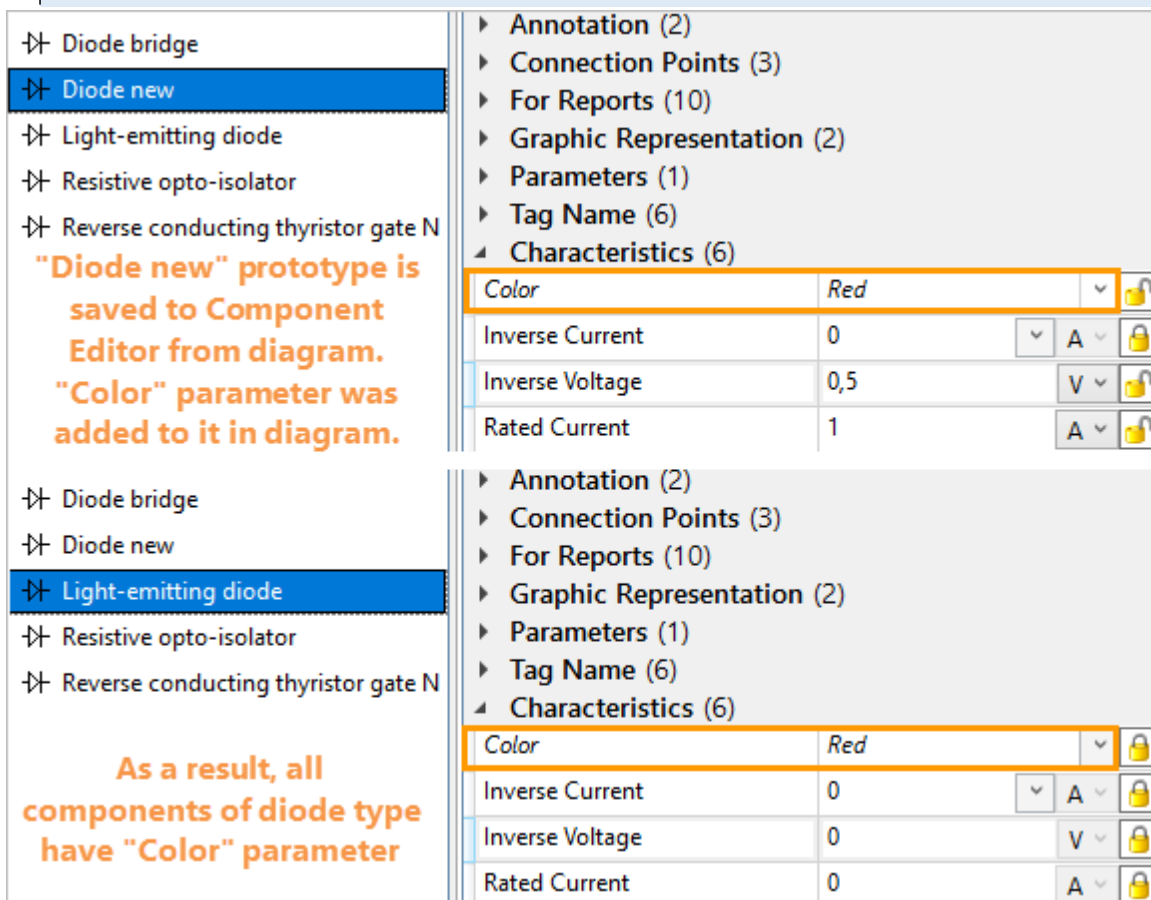 Diode bridge
Diode new
Light-emitting diode
Resistive opto-isolator
Reverse conducting thyristor gate N
"Diode new" prototype is
saved to Component
Editor from diagram.
"Color" parameter was
added to it in diagram.
Annotation (2)
Connection Points (3)
For Reports (10)
Graphic Representation (2)
Parameters (1)
Tag Name (6)
Characteristics (6)
Color Red
Inverse Current 0 A
Inverse Voltage 0,5 V
Rated Current 1 A
Diode bridge
Diode new
Light-emitting diode
Resistive opto-isolator
Reverse conducting thyristor gate N
As a result, all
components of diode type
have "Color" parameter
Annotation (2)
Connection Points (3)
For Reports (10)
Graphic Representation (2)
Parameters (1)
Tag Name (6)
Characteristics (6)
Color Red
Inverse Current 0 A
Inverse Voltage 0 V
Rated Current 0 A